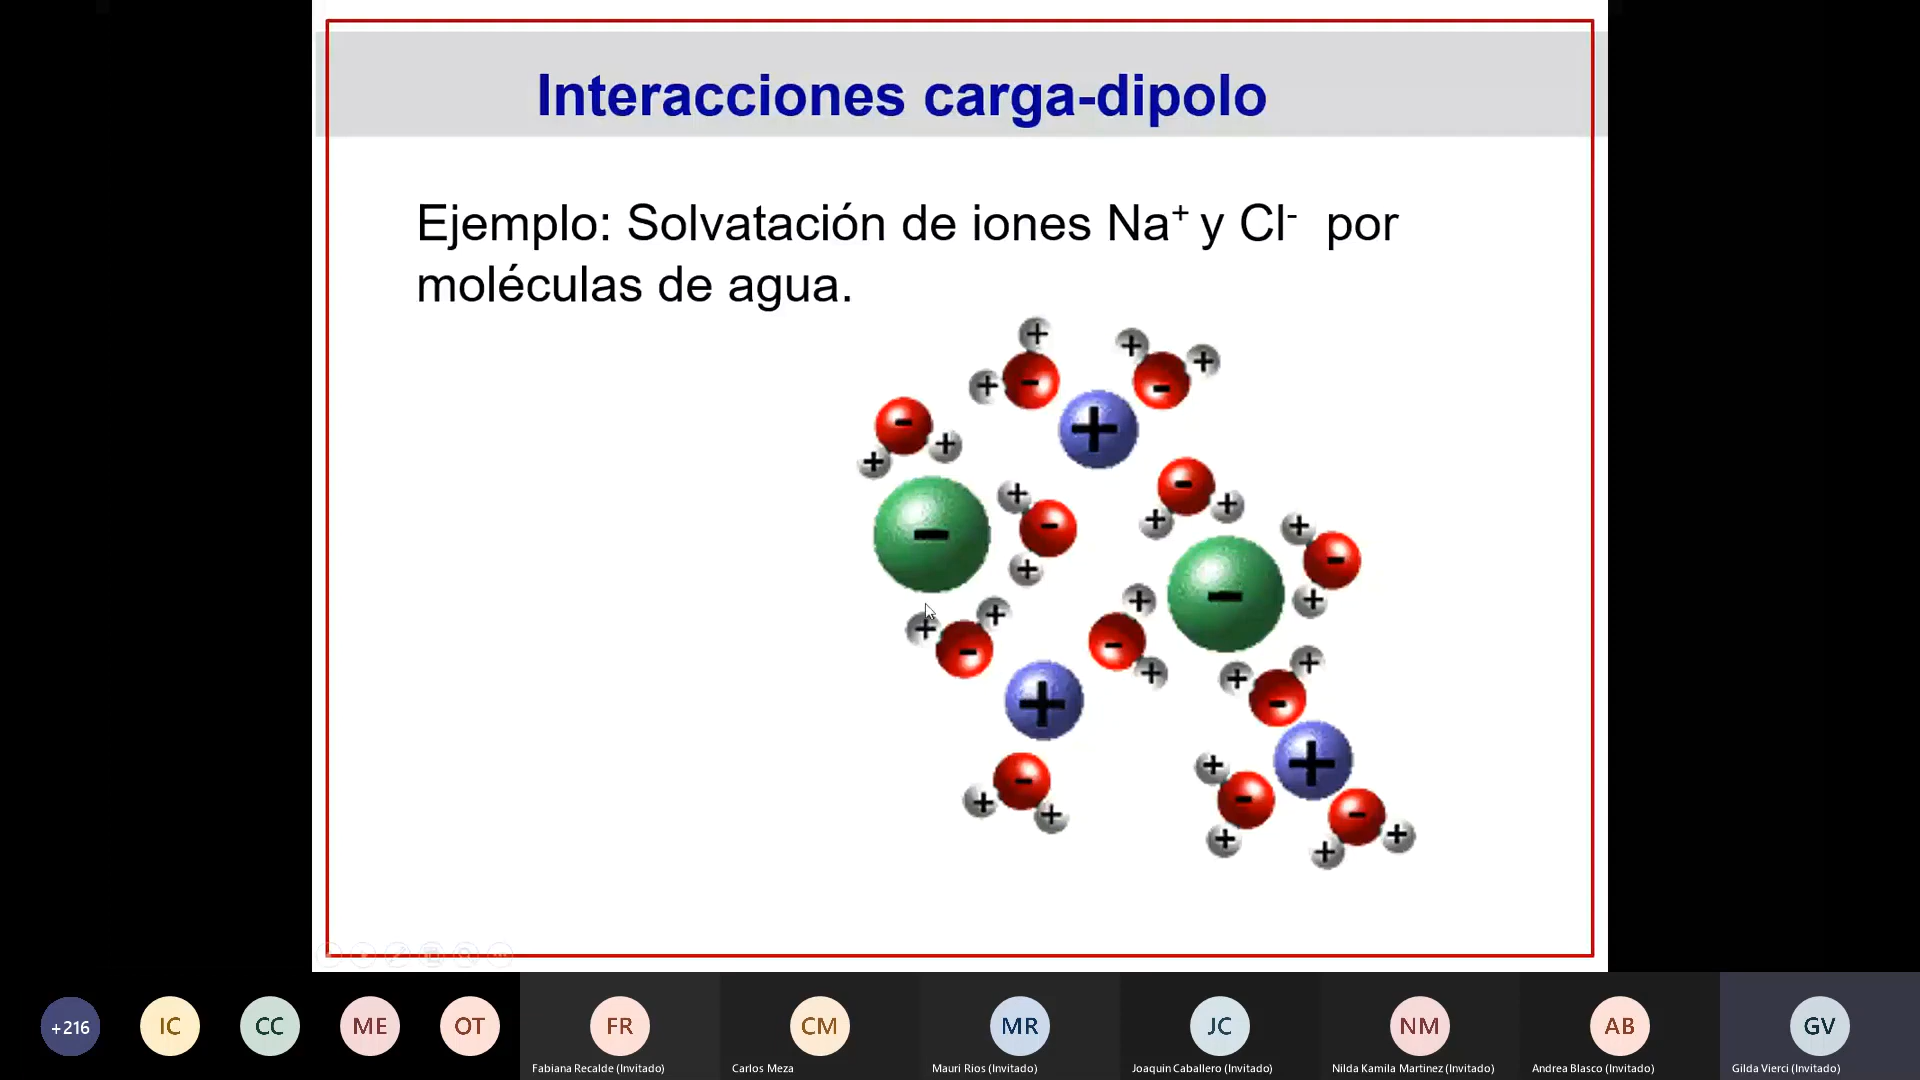 Interacciones carga-dipolo
Ejemplo: Solvatación de iones Na⁺ y Cl⁻ por
moléculas de agua.
+ + +
+ - -
- +
+ +
+ -
+ + +
- - + -
+ + -
+ + -
+ + - +
- - + +
+ -
+ +
- - -
+ + + +
+ +
+216 IC CC ME OT FR CM MR JC NM AB GV
Fabiana Recalde (Invitado) Carlos Meza Mauri Rios (Invitado) Joaquin Caballero (Invitado) Nilda Kamila Martinez (Invitado) Andrea Blasco (Invitado) Gilda Vierci (Invitado)